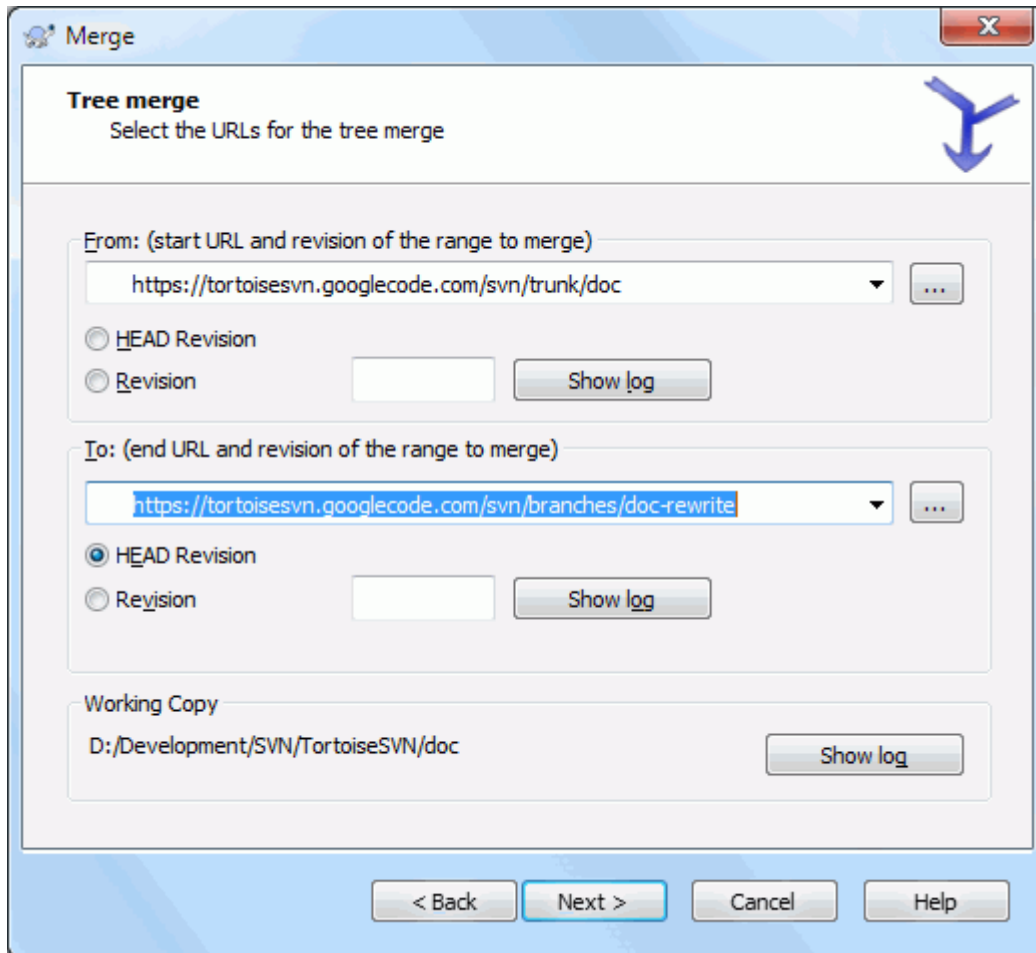 Merge
Tree merge
Select the URLs for the tree merge
From: (start URL and revision of the range to merge)
https://tortoisesvn.googlecode.com/svn/trunk/doc
...
HEAD Revision
Revision
Show log
To: (end URL and revision of the range to merge)
https://tortoisesvn.googlecode.com/svn/branches/doc-rewrite
...
HEAD Revision
Revision
Show log
Working Copy
D:/Development/SVN/TortoiseSVN/doc
Show log
< Back
Next >
Cancel
Help